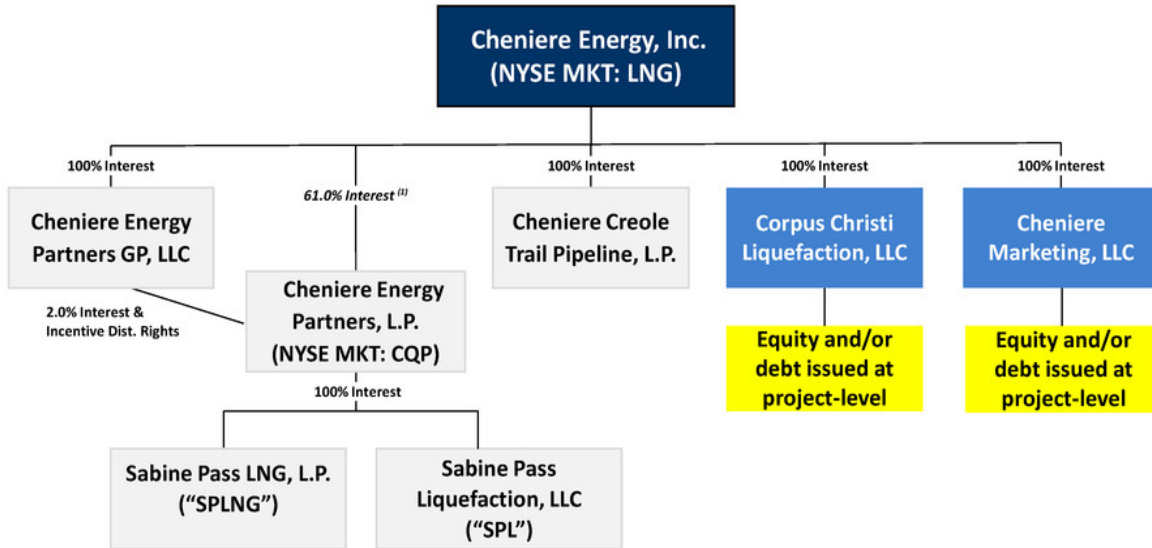 Cheniere Energy, Inc.
(NYSE MKT: LNG)
100% Interest
61.0% Interest (1)
100% Interest
100% Interest
100% Interest
Cheniere Energy
Partners GP, LLC
Cheniere Creole
Trail Pipeline, L.P.
Corpus Christi
Liquefaction, LLC
Cheniere
Marketing, LLC
2.0% Interest &
Incentive Dist. Rights
Cheniere Energy
Partners, L.P.
(NYSE MKT: CQP)
Equity and/or
debt issued at
project-level
Equity and/or
debt issued at
project-level
100% Interest
Sabine Pass LNG, L.P.
(“SPLNG”)
Sabine Pass
Liquefaction, LLC
(“SPL”)